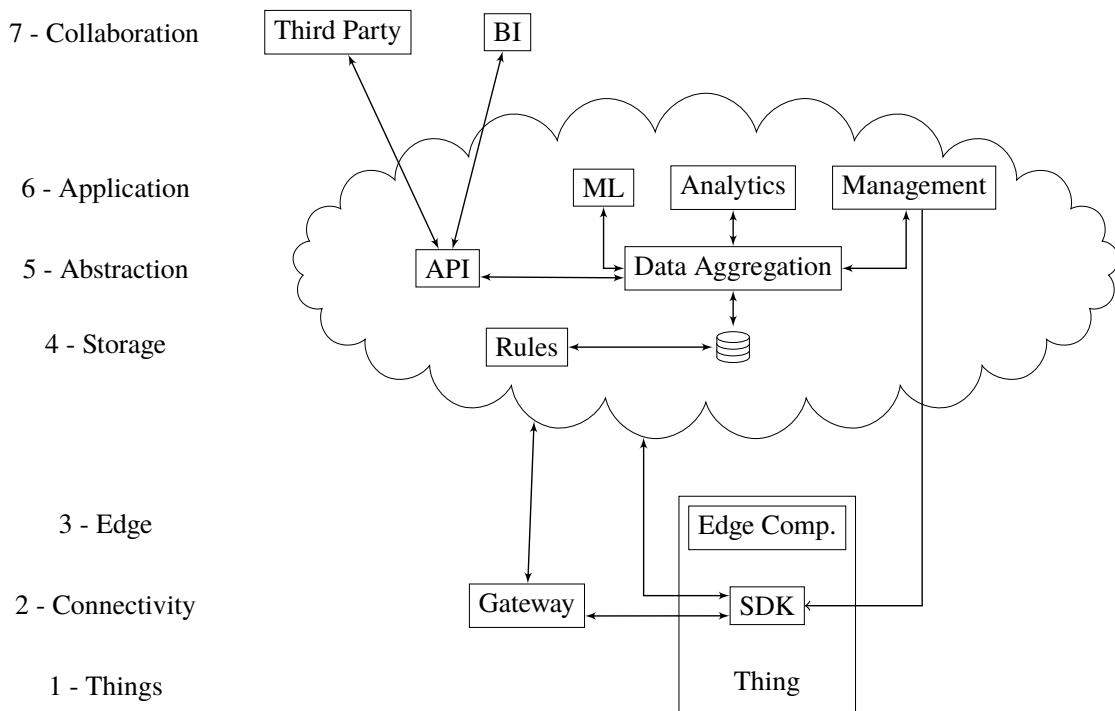 7 - Collaboration
Third Party
BI
6 - Application
ML
Analytics
Management
5 - Abstraction
API
Data Aggregation
4 - Storage
Rules
3 - Edge
Edge Comp.
2 - Connectivity
Gateway
SDK
1 - Things
Thing